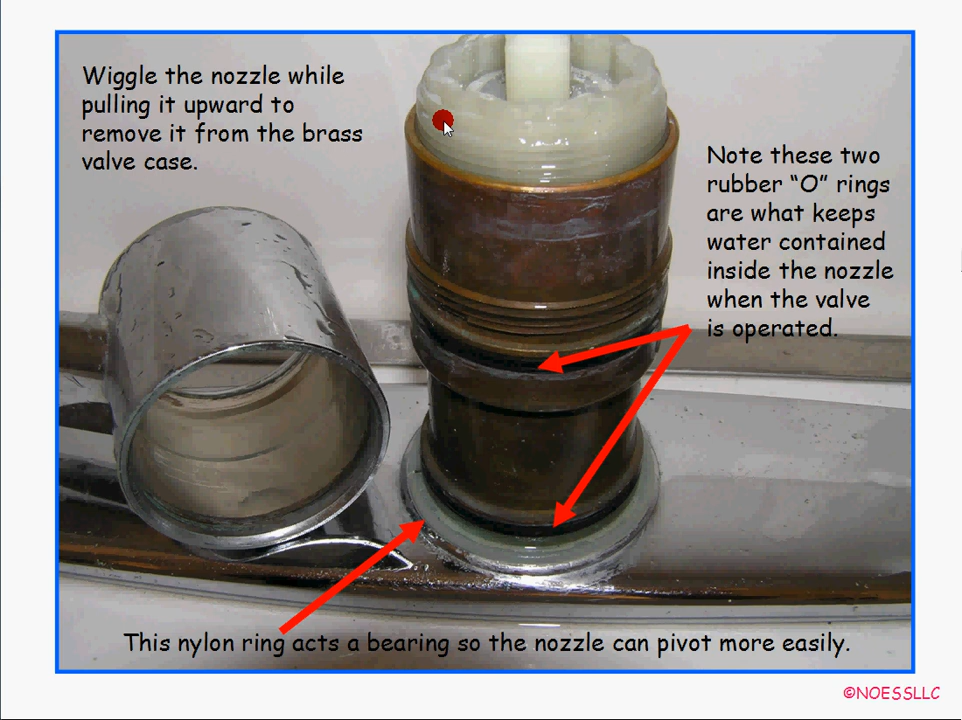 Wiggle the nozzle while
pulling it upward to
remove it from the brass
valve case.
Note these two
rubber “O” rings
are what keeps
water contained
inside the nozzle
when the valve
is operated.
This nylon ring acts a bearing so the nozzle can pivot more easily.
©NOESSLLC